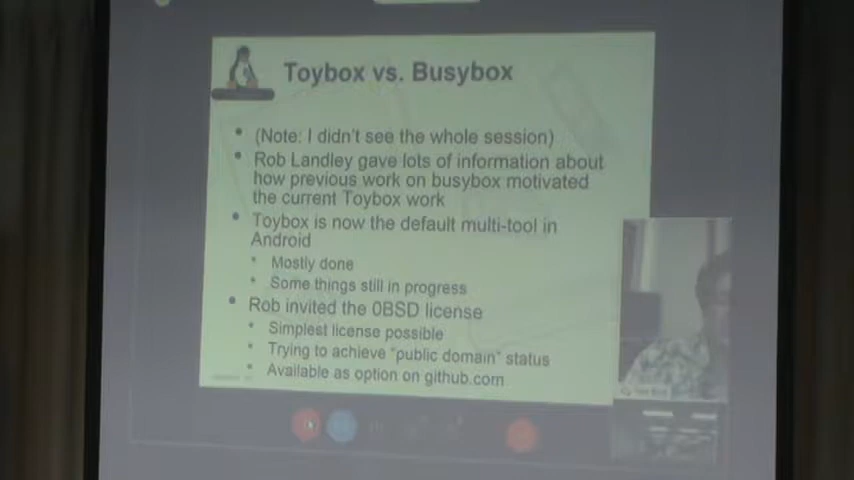 Toybox vs. Busybox
(Note: I didn't see the whole session)
Rob Landley gave lots of information about
how previous work on busybox motivated
the current Toybox work
Toybox is now the default multi-tool in
Android
Mostly done
Some things still in progress
Rob invited the 0BSD license
Simplest license possible
Trying to achieve "public domain" status
Available as option on github.com